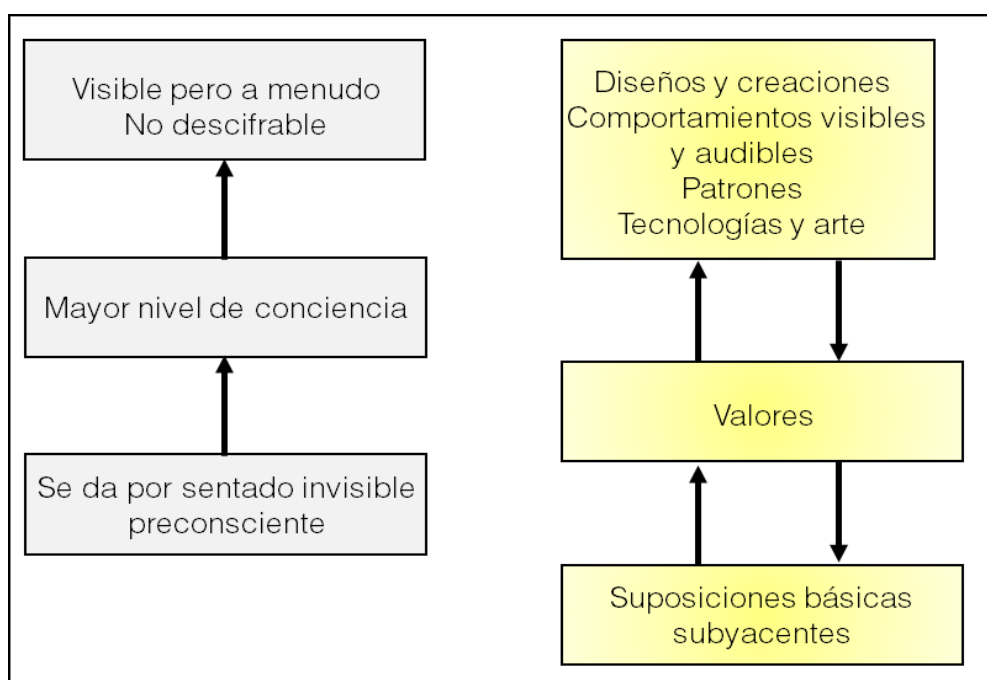 Visible pero a menudo
No descifrable
Mayor nivel de conciencia
Se da por sentado invisible
preconsciente
Diseños y creaciones
Comportamientos visibles
y audibles
Patrones
Tecnologías y arte
Valores
Suposiciones básicas
subyacentes